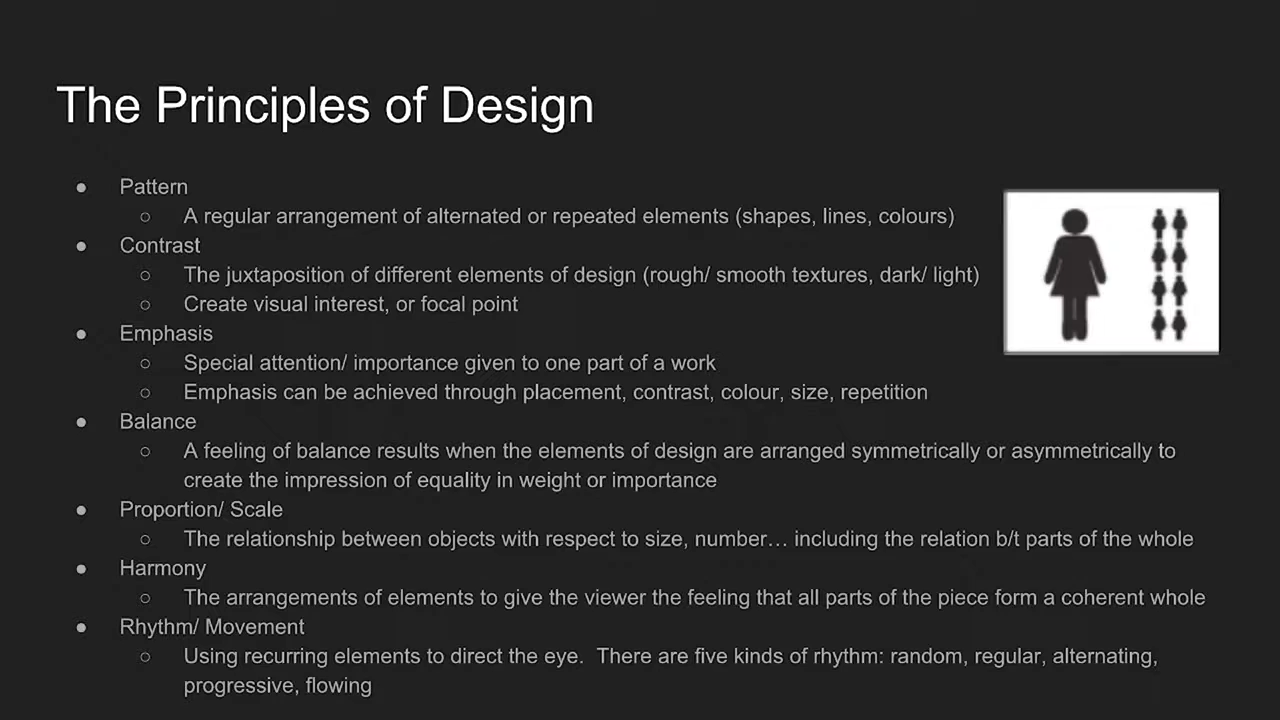 The Principles of Design
● Pattern
○ A regular arrangement of alternated or repeated elements (shapes, lines, colours)
● Contrast
○ The juxtaposition of different elements of design (rough/ smooth textures, dark/ light)
○ Create visual interest, or focal point
● Emphasis
○ Special attention/ importance given to one part of a work
○ Emphasis can be achieved through placement, contrast, colour, size, repetition
● Balance
○ A feeling of balance results when the elements of design are arranged symmetrically or asymmetrically to
create the impression of equality in weight or importance
● Proportion/ Scale
○ The relationship between objects with respect to size, number… including the relation b/t parts of the whole
● Harmony
○ The arrangements of elements to give the viewer the feeling that all parts of the piece form a coherent whole
● Rhythm/ Movement
○ Using recurring elements to direct the eye.  There are five kinds of rhythm: random, regular, alternating,
progressive, flowing